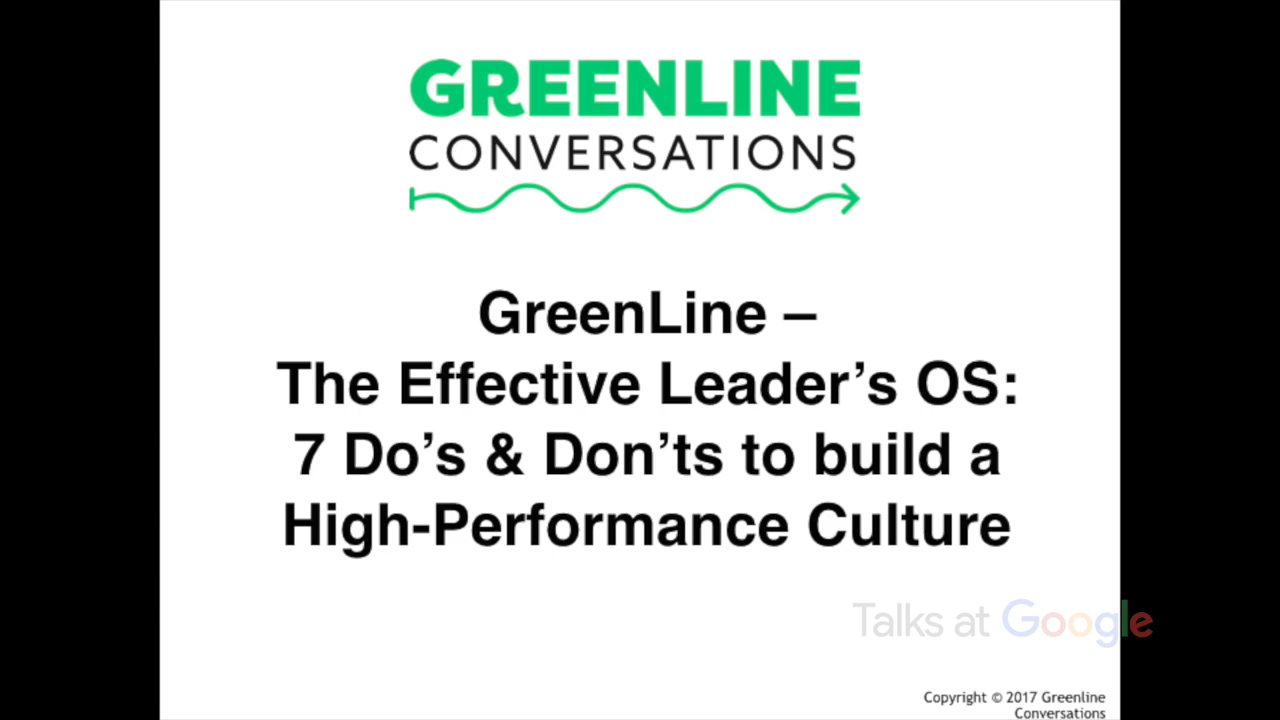 GREENLINE
CONVERSATIONS
GreenLine –
The Effective Leader’s OS:
7 Do’s & Don’ts to build a
High-Performance Culture
Talks at Google
Copyright © 2017 Greenline
Conversations